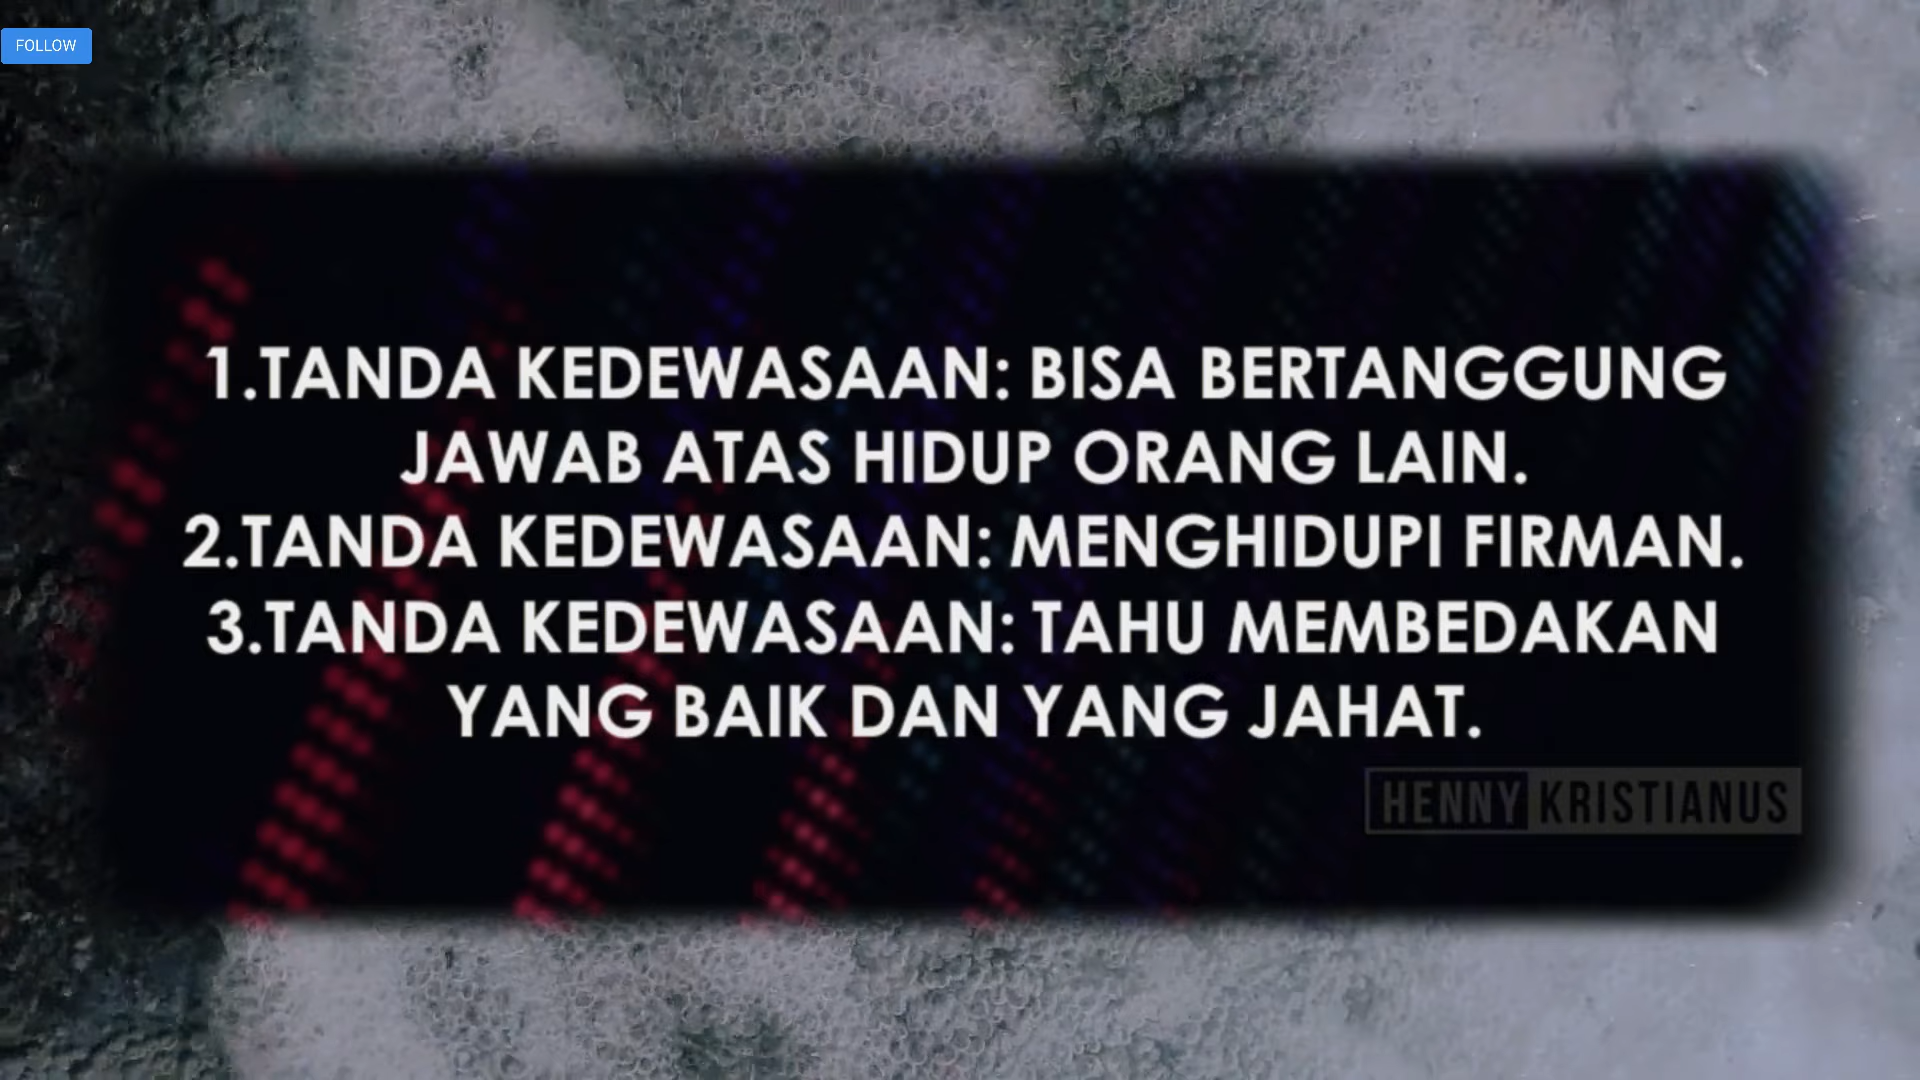 FOLLOW
1.TANDA KEDEWASAAN: BISA BERTANGGUNG
JAWAB ATAS HIDUP ORANG LAIN.
2.TANDA KEDEWASAAN: MENGHIDUPI FIRMAN.
3.TANDA KEDEWASAAN: TAHU MEMBEDAKAN
YANG BAIK DAN YANG JAHAT.
HENNY KRISTIANUS